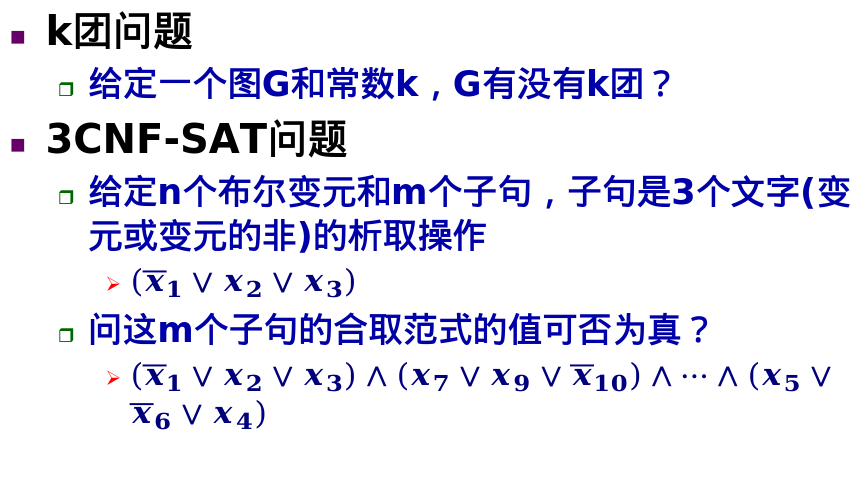 k团问题
给定一个图G和常数k，G有没有k团？
3CNF-SAT问题
给定n个布尔变元和m个子句，子句是3个文字(变
元或变元的非)的析取操作
(x̅₁ ∨ x₂ ∨ x₃)
问这m个子句的合取范式的值可否为真？
(x̅₁ ∨ x₂ ∨ x₃) ∧ (x₇ ∨ x₉ ∨ x̅₁₀) ∧ ⋯ ∧ (x₅ ∨
x̅₆ ∨ x₄)